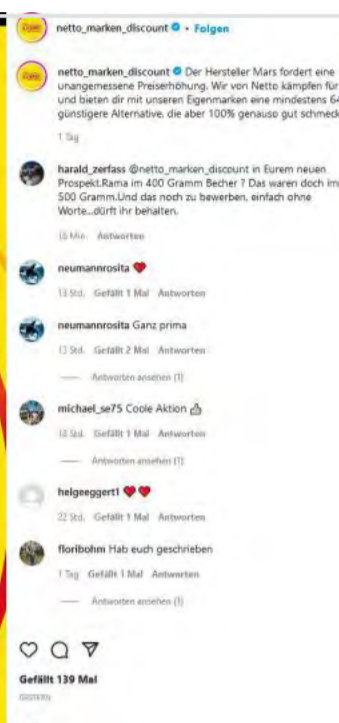 netto_marken_discount • Folgen
netto_marken_discount Der Hersteller Mars fordert eine
unangemessene Preiserhöhung. Wir von Netto kämpfen für
und bieten dir mit unseren Eigenmarken eine mindestens
günstigere Alternative, die aber 100% genauso gut
1 Tag
harald_zerfass @netto_marken_discount in Eurem neuen
Prospekt.Rama im 400 Gramm Becher ? Das waren doch
500 Gramm.Und das noch zu bewerben, einfach ohne
Worte...dürft ihr behalten.
Min. Antworten
neumannrosita ❤️
13 Std. Gefällt 1 Mal Antworten
neumannrosita Ganz prima
13 Std. Gefällt 2 Mal Antworten
Antworten ansehen (1)
michael_se75 Coole Aktion 👍
18 Std. Gefällt 1 Mal Antworten
Antworten ansehen (1)
helgeeggert1 ❤️❤️
22 Std. Gefällt 1 Mal Antworten
floribohm Hab euch geschrieben
1 Tag Gefällt 1 Mal Antworten
Antworten ansehen (1)
Gefällt 139 Mal
GESTERN